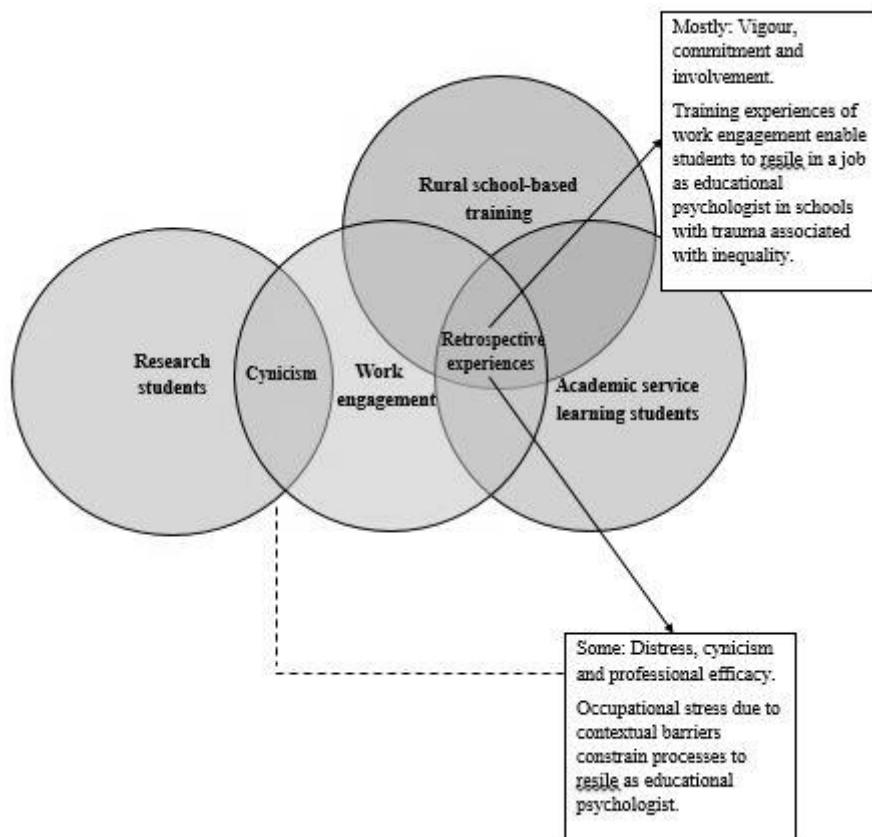 Mostly: Vigour,
commitment and
involvement.
Training experiences of
work engagement enable
students to resile in a job
as educational
psychologist in schools
with trauma associated
with inequality.
Rural school-based
training
Research
students
Cynicism
Work
engagement
Retrospective
experiences
Academic service
learning students
Some: Distress, cynicism
and professional efficacy.
Occupational stress due to
contextual barriers
constrain processes to
resile as educational
psychologist.